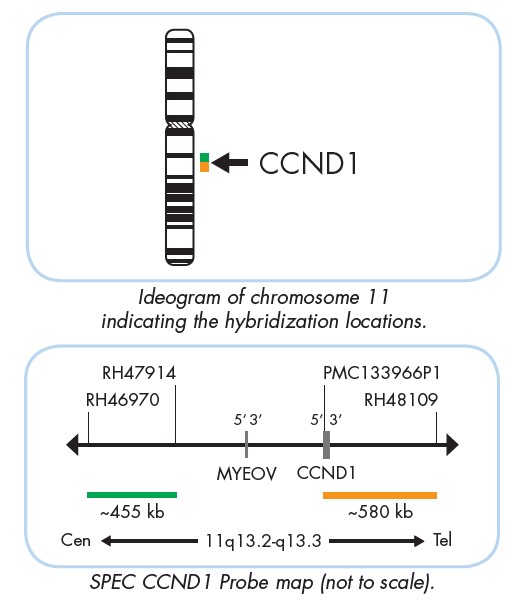 CCND1
Ideogram of chromosome 11
indicating the hybridization locations.
RH47914 PMC133966P1
RH46970 RH48109
5' 3' 5' 3'
MYEOV CCND1
~455 kb ~580 kb
Cen 11q13.2-q13.3 Tel
SPEC CCND1 Probe map (not to scale).